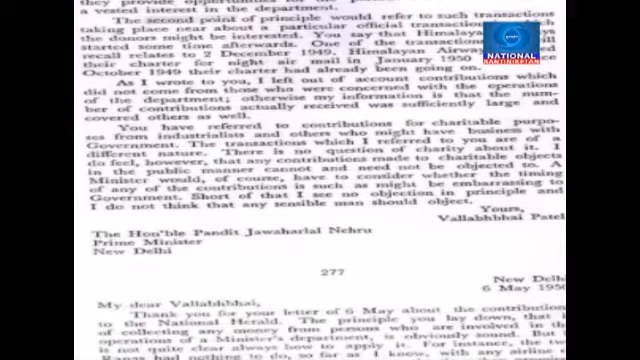 they provide opportunities for the
a vested interest in the department.
The second point of principle would refer to such transactions
taking place near about a particular official transaction
the donors might be interested. You say that Himalayan
started some time afterwards. One of the transactions
recall relates to 2 December 1949. Himalayan Airways
their charter for night air mail in January 1950
October 1949 their charter had already been going on.
As I wrote to you, I left out of account contributions which
did not come from those who were concerned with the operations
of the department; otherwise my information is that the num-
ber of contributions actually received was sufficiently large and
covered others as well.
You have referred to contributions for charitable purpo-
ses from industrialists and others who might have business with
Government. The transactions which I referred to you are of a
different nature. There is no question of charity about it. I
do feel, however, that any contributions made to charitable objects
in the public manner cannot and need not be objected to. A
Minister would, of course, have to consider whether the timing
of any of the contributions is such as might be embarrassing to
Government. Short of that I see no objection in principle and
I do not think that any sensible man should object.
Yours,
Vallabhbhai Patel
The Hon'ble Pandit Jawaharlal Nehru
Prime Minister
New Delhi
277
New Delhi
6 May 1950
My dear Vallabhbhai,
Thank you for your letter of 6 May about the contributions
to the National Herald. The principle you lay down, that
of collecting any money from persons who are involved in the
operations of a Minister's department, is obviously sound. But
is not quite clear always how to apply it. For instance, the two
had nothing to do, so far as I know, with any airline
NATIONAL
SANTINIKETAN